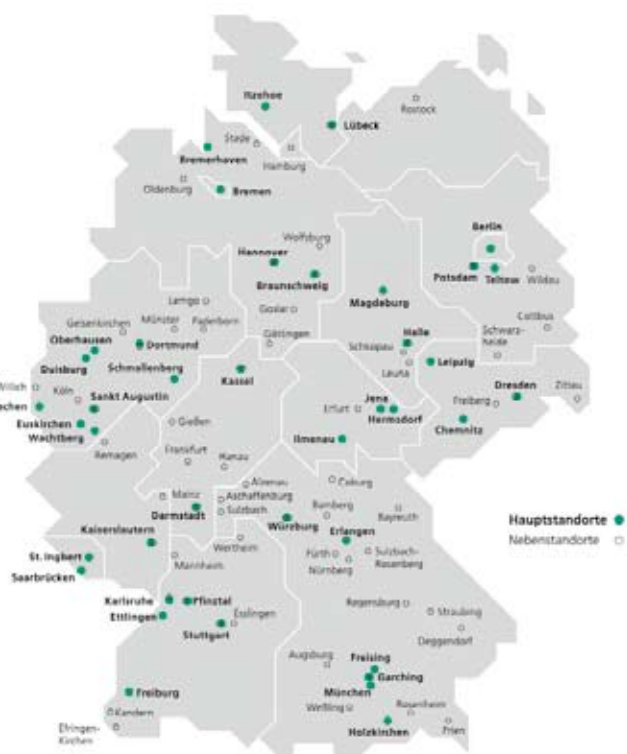 Itzehoe
Rostock
Lübeck
Stade
Bremerhaven
Hamburg
Oldenburg
Bremen
Wolfsburg
Hannover
Berlin
Potsdam
Teltow
Wildau
Braunschweig
Magdeburg
Lemgo
Goslar
Cottbus
Gelsenkirchen
Münster
Paderborn
Göttingen
Halle
Schwarz-
heide
Oberhausen
Dortmund
Schkopau
Leipzig
Duisburg
Schmallenberg
Kassel
Leuna
Willich
Köln
Sankt Augustin
Erfurt
Jena
Hermsdorf
Freiberg
Dresden
Zittau
chen
Euskirchen
Wachtberg
Gießen
Ilmenau
Chemnitz
Remagen
Frankfurt
Hanau
Alzenau
Coburg
Mainz
Aschaffenburg
Sulzbach
Bamberg
Bayreuth
Darmstadt
Würzburg
Hauptstandorte
Kaiserslautern
Wertheim
Erlangen
Nebenstandorte
St. Ingbert
Mannheim
Fürth
Sulzbach-
Rosenberg
Nürnberg
Saarbrücken
Karlsruhe
Pfinztal
Regensburg
Straubing
Ettlingen
Esslingen
Stuttgart
Deggendorf
Augsburg
Freising
Garching
Freiburg
München
Kandern
Weßling
Rosenheim
Efringen-
Kirchen
Holzkirchen
Prien